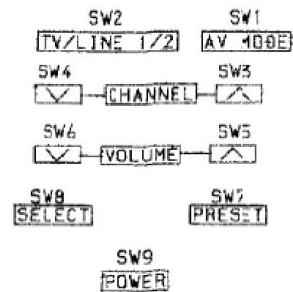 SW2 SW1
TV/LINE 1/2 AV MODE
SW4 SW3
CHANNEL
SW6 SW5
VOLUME
SW8 SW7
SELECT PRESET
SW9
POWER